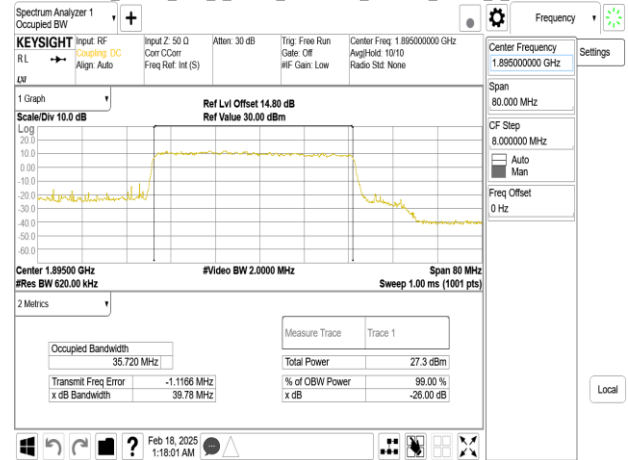 Spectrum Analyzer 1
Occupied BW
Frequency
KEYSIGHT
Input: RF
Coupling: DC
Align: Auto
Input Z: 50 Ω
Corr CCorr
Freq Ref: Int (S)
Atten: 30 dB
Trig: Free Run
Gate: Off
#IF Gain: Low
Center Freq: 1.895000000 GHz
Avg|Hold: 10/10
Radio Std: None
RL
LXI
Center Frequency
1.895000000 GHz
Settings
Span
80.000 MHz
CF Step
8.000000 MHz
Auto
Man
Freq Offset
0 Hz
1 Graph
Scale/Div 10.0 dB
Ref Lvl Offset 14.80 dB
Ref Value 30.00 dBm
Log
20.0
10.0
0.00
-10.0
-20.0
-30.0
-40.0
-50.0
-60.0
Center 1.89500 GHz
#Video BW 2.0000 MHz
Span 80 MHz
#Res BW 620.00 kHz
Sweep 1.00 ms (1001 pts)
2 Metrics
Measure Trace
Trace 1
Occupied Bandwidth
35.720 MHz
Total Power
27.3 dBm
Transmit Freq Error
-1.1166 MHz
% of OBW Power
99.00 %
x dB Bandwidth
39.78 MHz
x dB
-26.00 dB
Local
Feb 18, 2025
1:18:01 AM